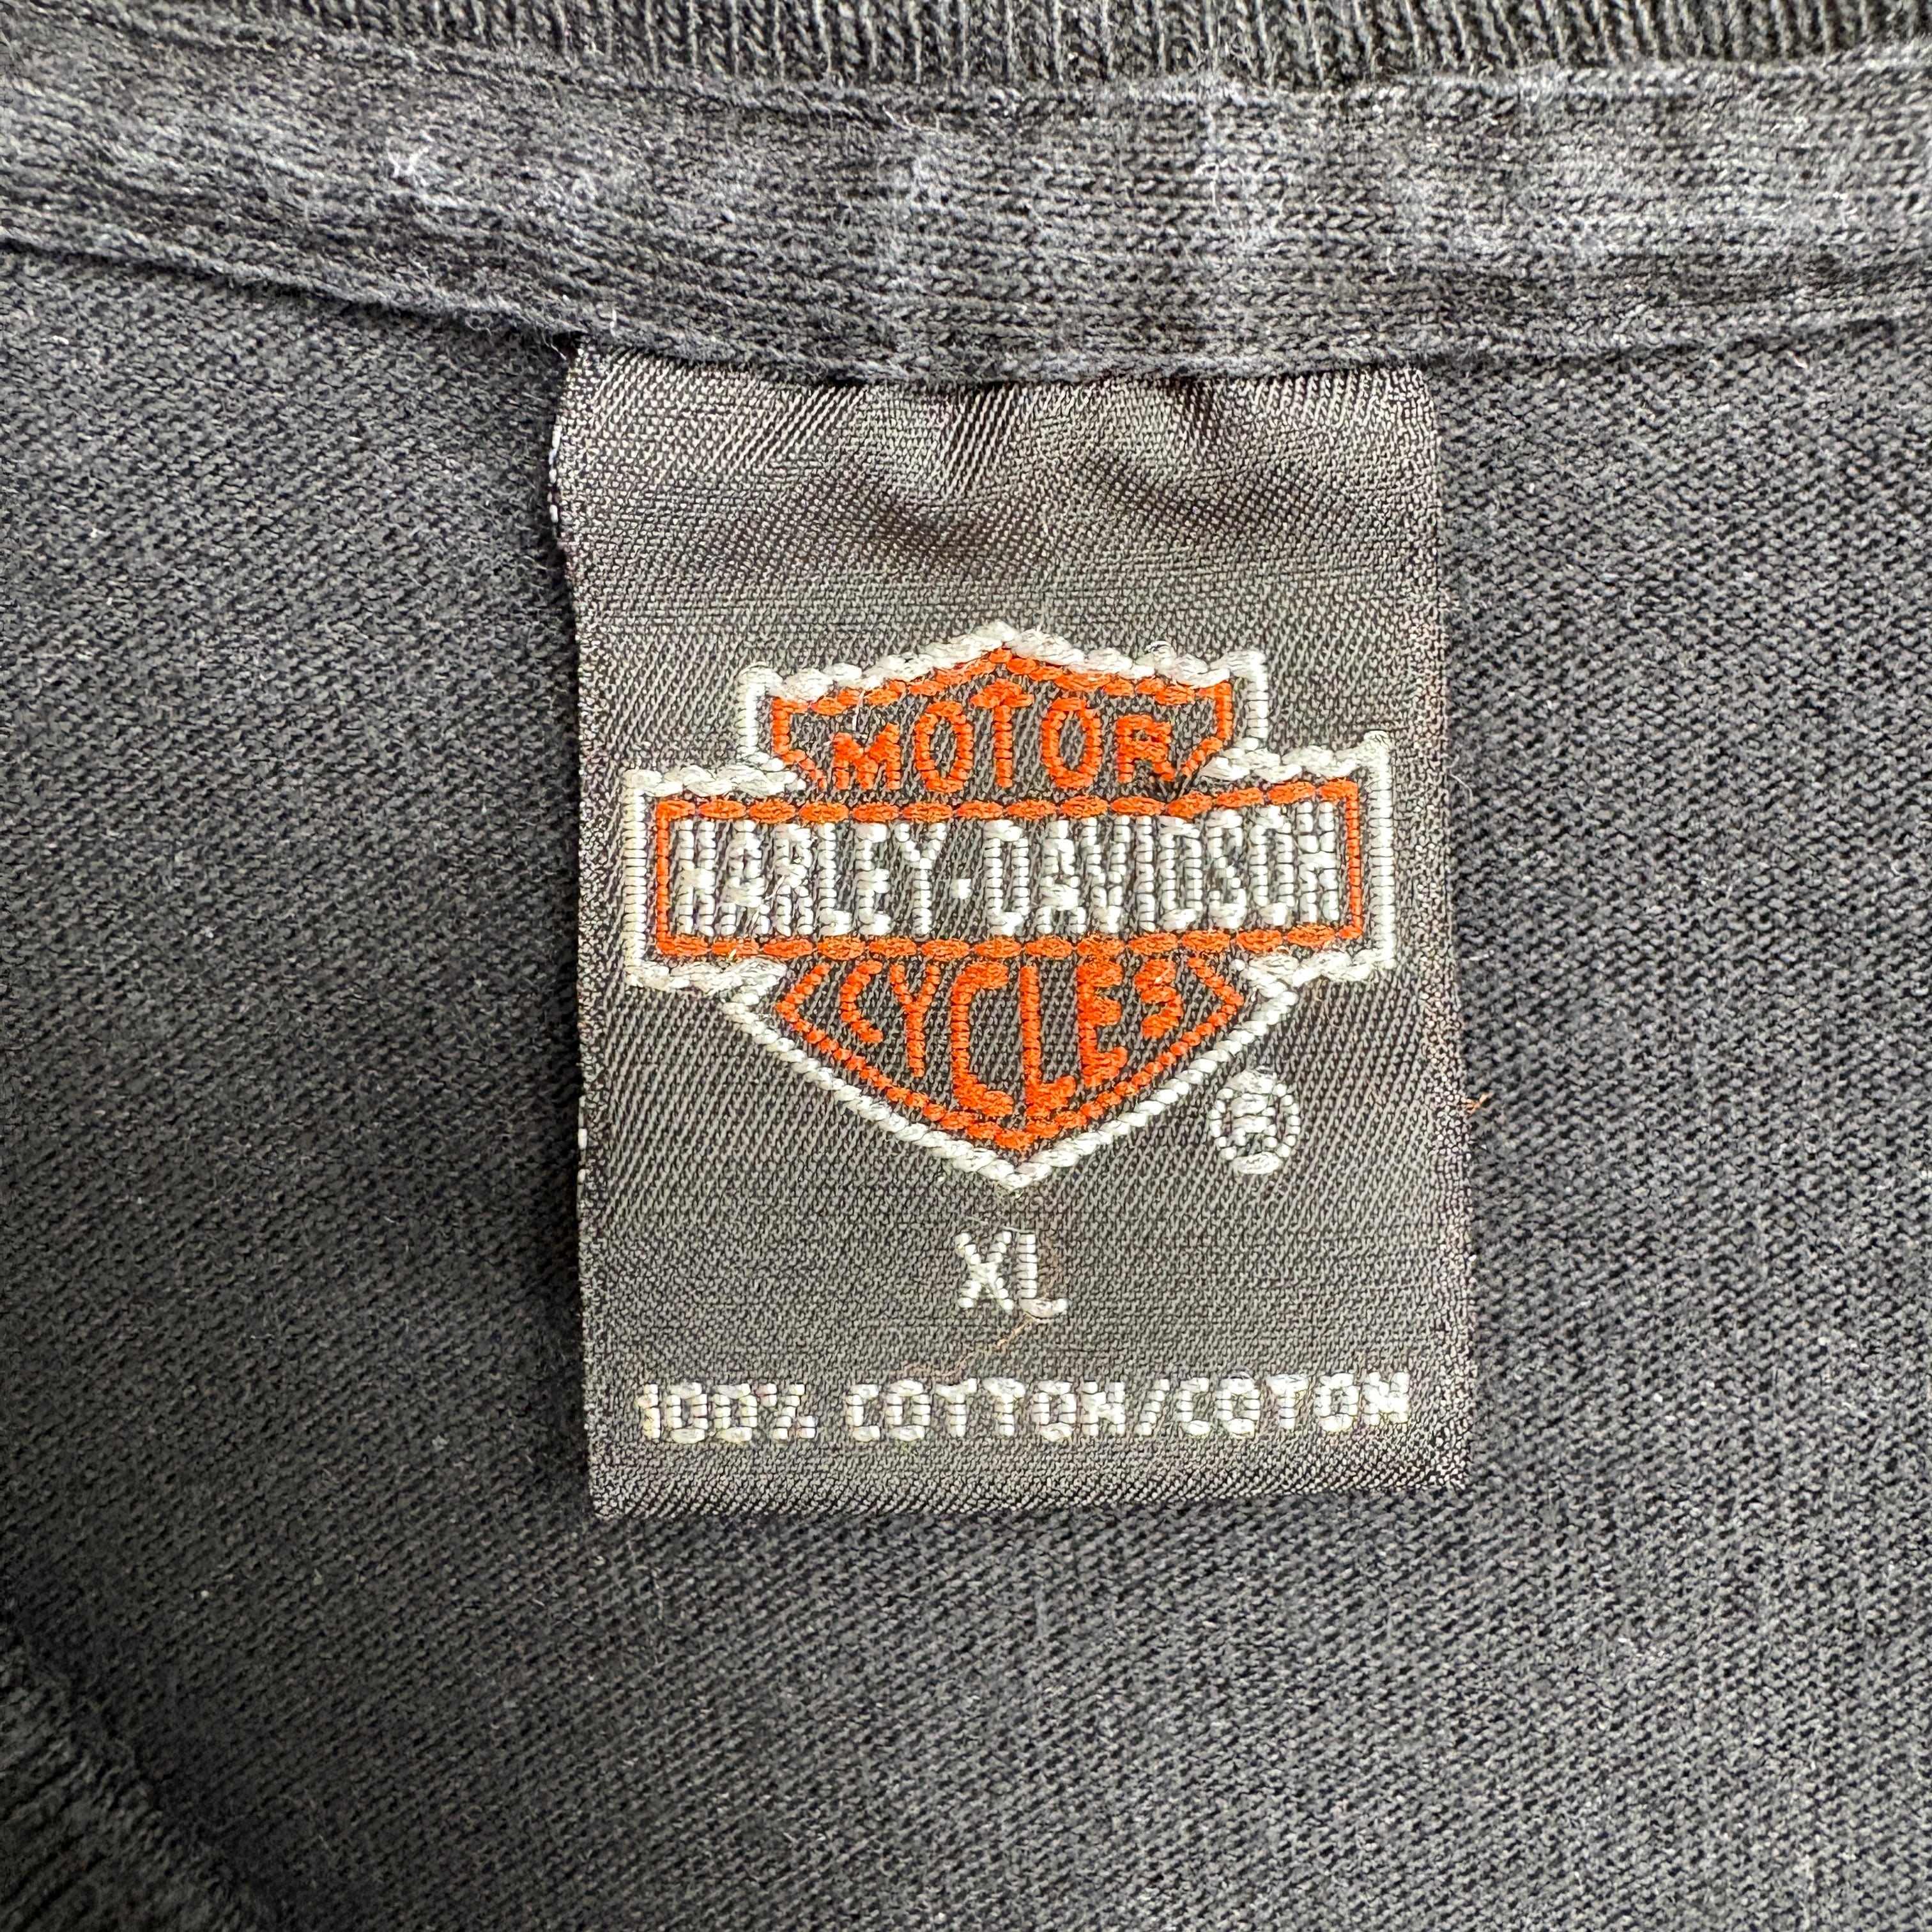 MOTOR
HARLEY-DAVIDSON
CYCLES
®
XL
100% COTTON/COTON